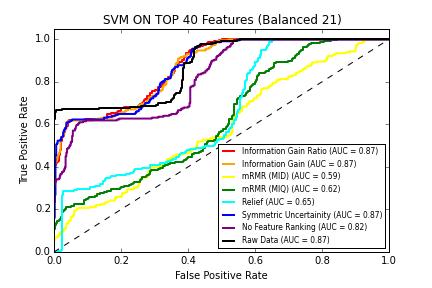 SVM ON TOP 40 Features (Balanced 21)
True Positive Rate
1.0
0.8
0.6
0.4
0.2
0.0
0.0 0.2 0.4 0.6 0.8 1.0
False Positive Rate
Information Gain Ratio (AUC = 0.87)
Information Gain (AUC = 0.87)
mRMR (MID) (AUC = 0.59)
mRMR (MIQ) (AUC = 0.62)
Relief (AUC = 0.65)
Symmetric Uncertainity (AUC = 0.87)
No Feature Ranking (AUC = 0.82)
Raw Data (AUC = 0.87)